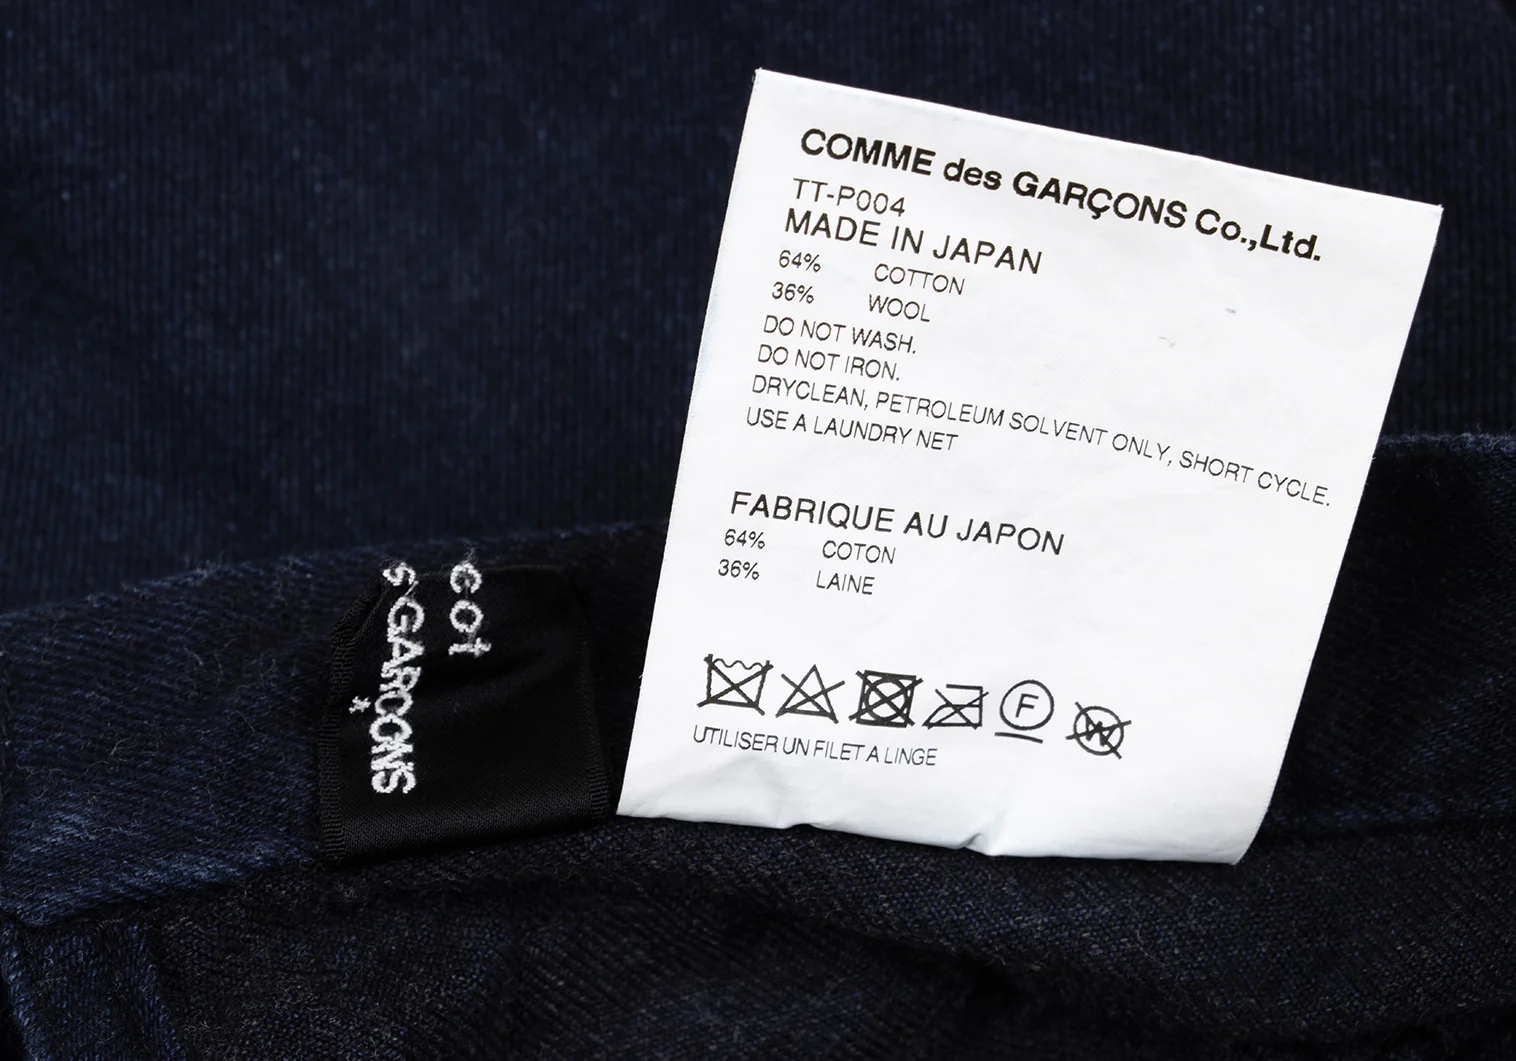 COMME des GARÇONS Co.,Ltd.
TT-P004
MADE IN JAPAN
64% COTTON
36% WOOL
DO NOT WASH.
DO NOT IRON.
DRYCLEAN, PETROLEUM SOLVENT ONLY, SHORT CYCLE.
USE A LAUNDRY NET
FABRIQUE AU JAPON
64% COTON
36% LAINE
F W
UTILISER UN FILET A LINGE
cot
s GARÇONS